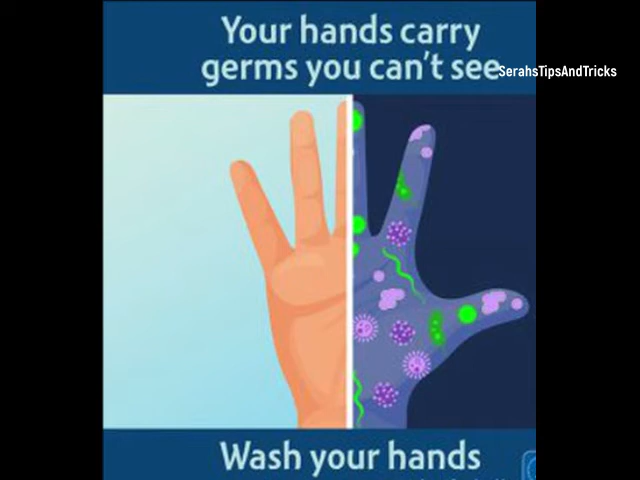 Your hands carry
germs you can't see
SerahsTipsAndTricks
Wash your hands